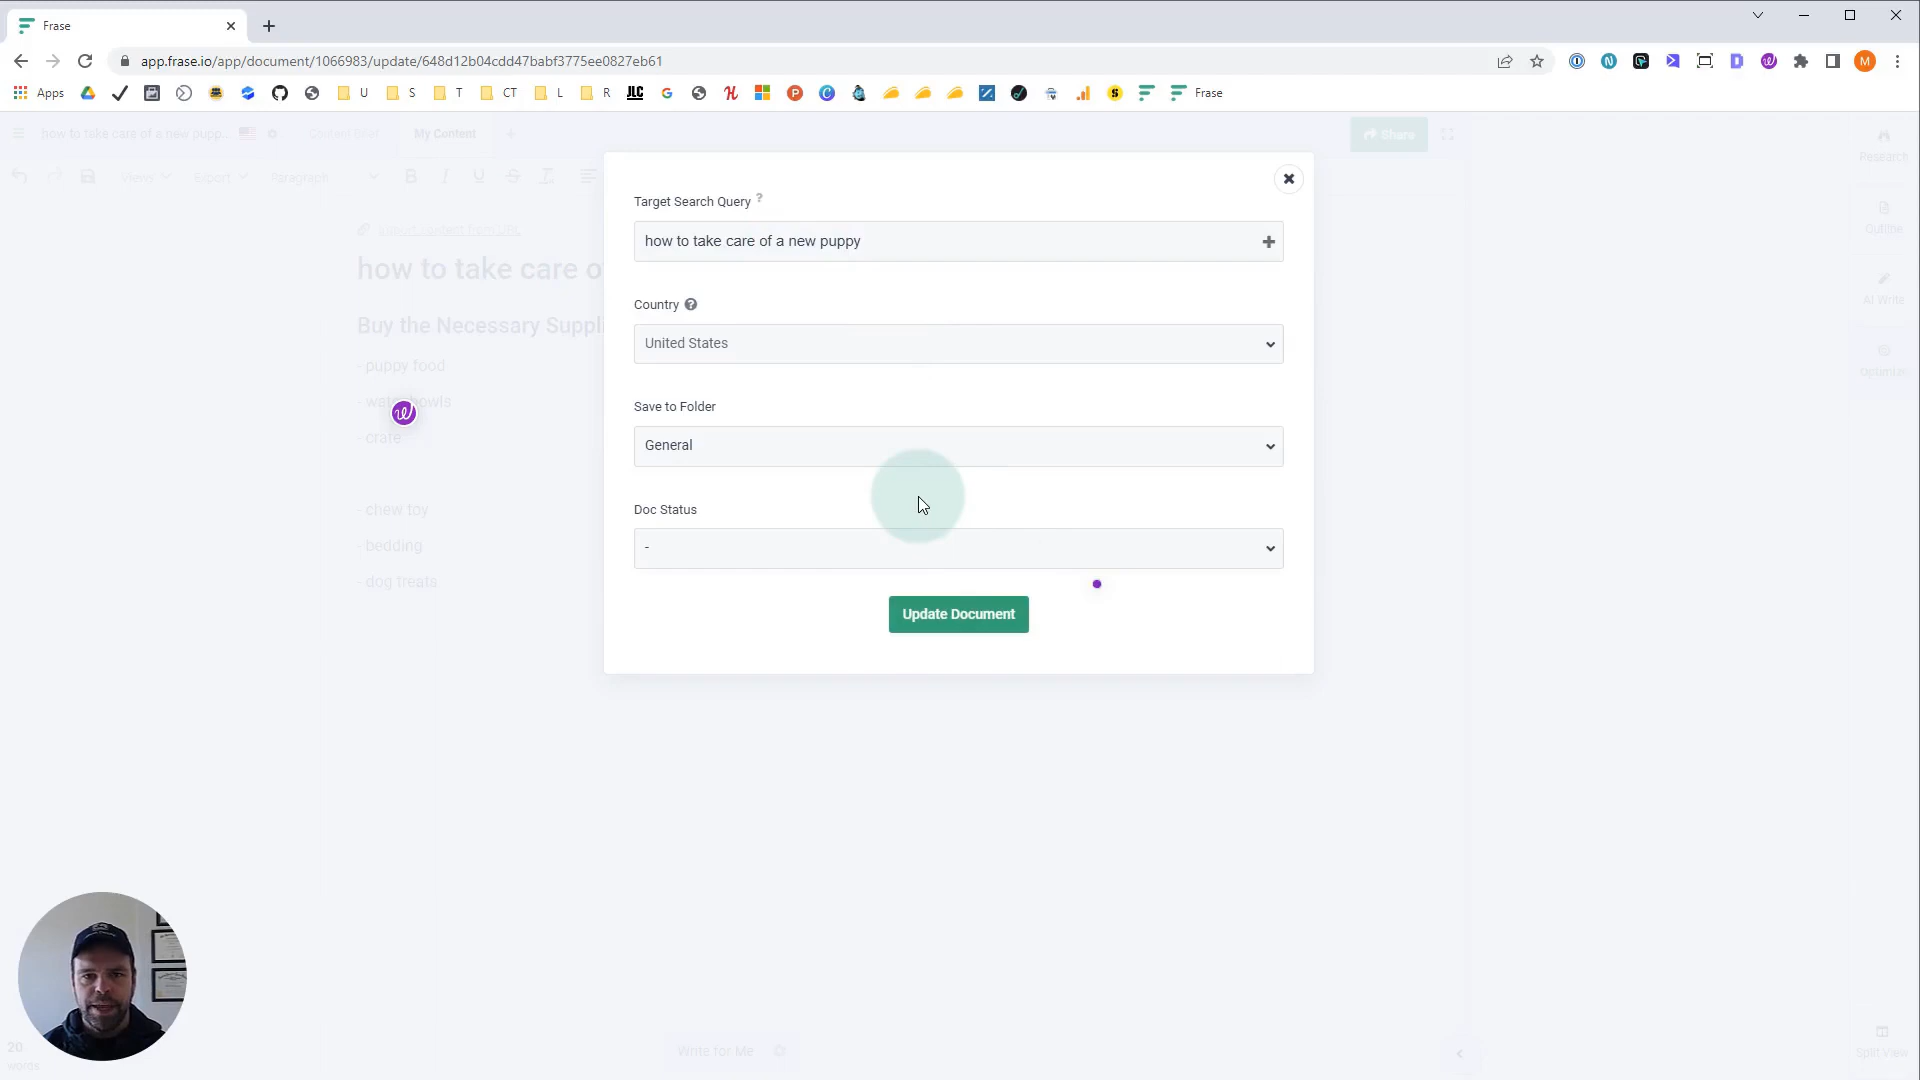 Frase
app.frase.io/app/document/1066983/update/648d12b04cdd47babf3775ee0827eb61
Apps
U
S
T
CT
L
R
JLC
Frase
how to take care of a new pupp...
Content Brief
My Content
Share
Views
Export
Paragraph
Import content from URL
how to take care o
Buy the Necessary Suppli
- puppy food
- water bowls
- crate
- chew toy
- bedding
- dog treats
Target Search Query ?
how to take care of a new puppy
Country ?
United States
Save to Folder
General
Doc Status
-
Update Document
Research
Outline
AI Write
Optimize
20
words
Write for Me
Split View